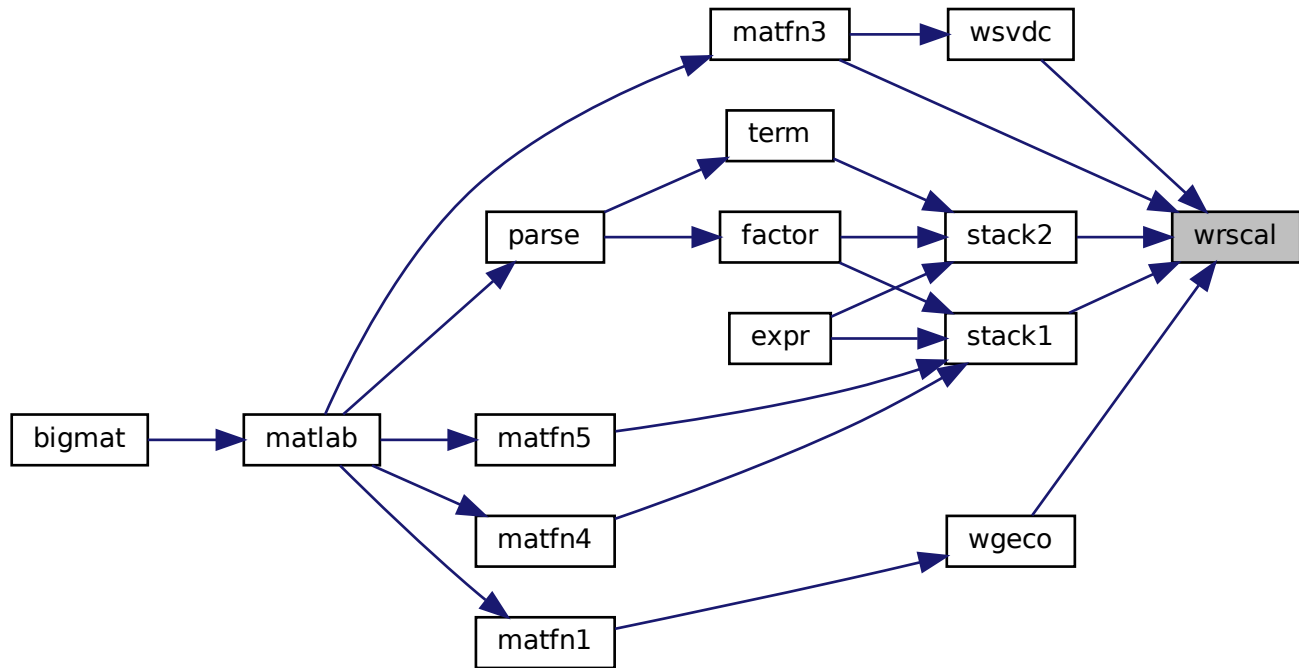 matfn3
wsvdc
term
parse
factor
stack2
wrscal
expr
stack1
bigmat
matlab
matfn5
matfn4
wgeco
matfn1